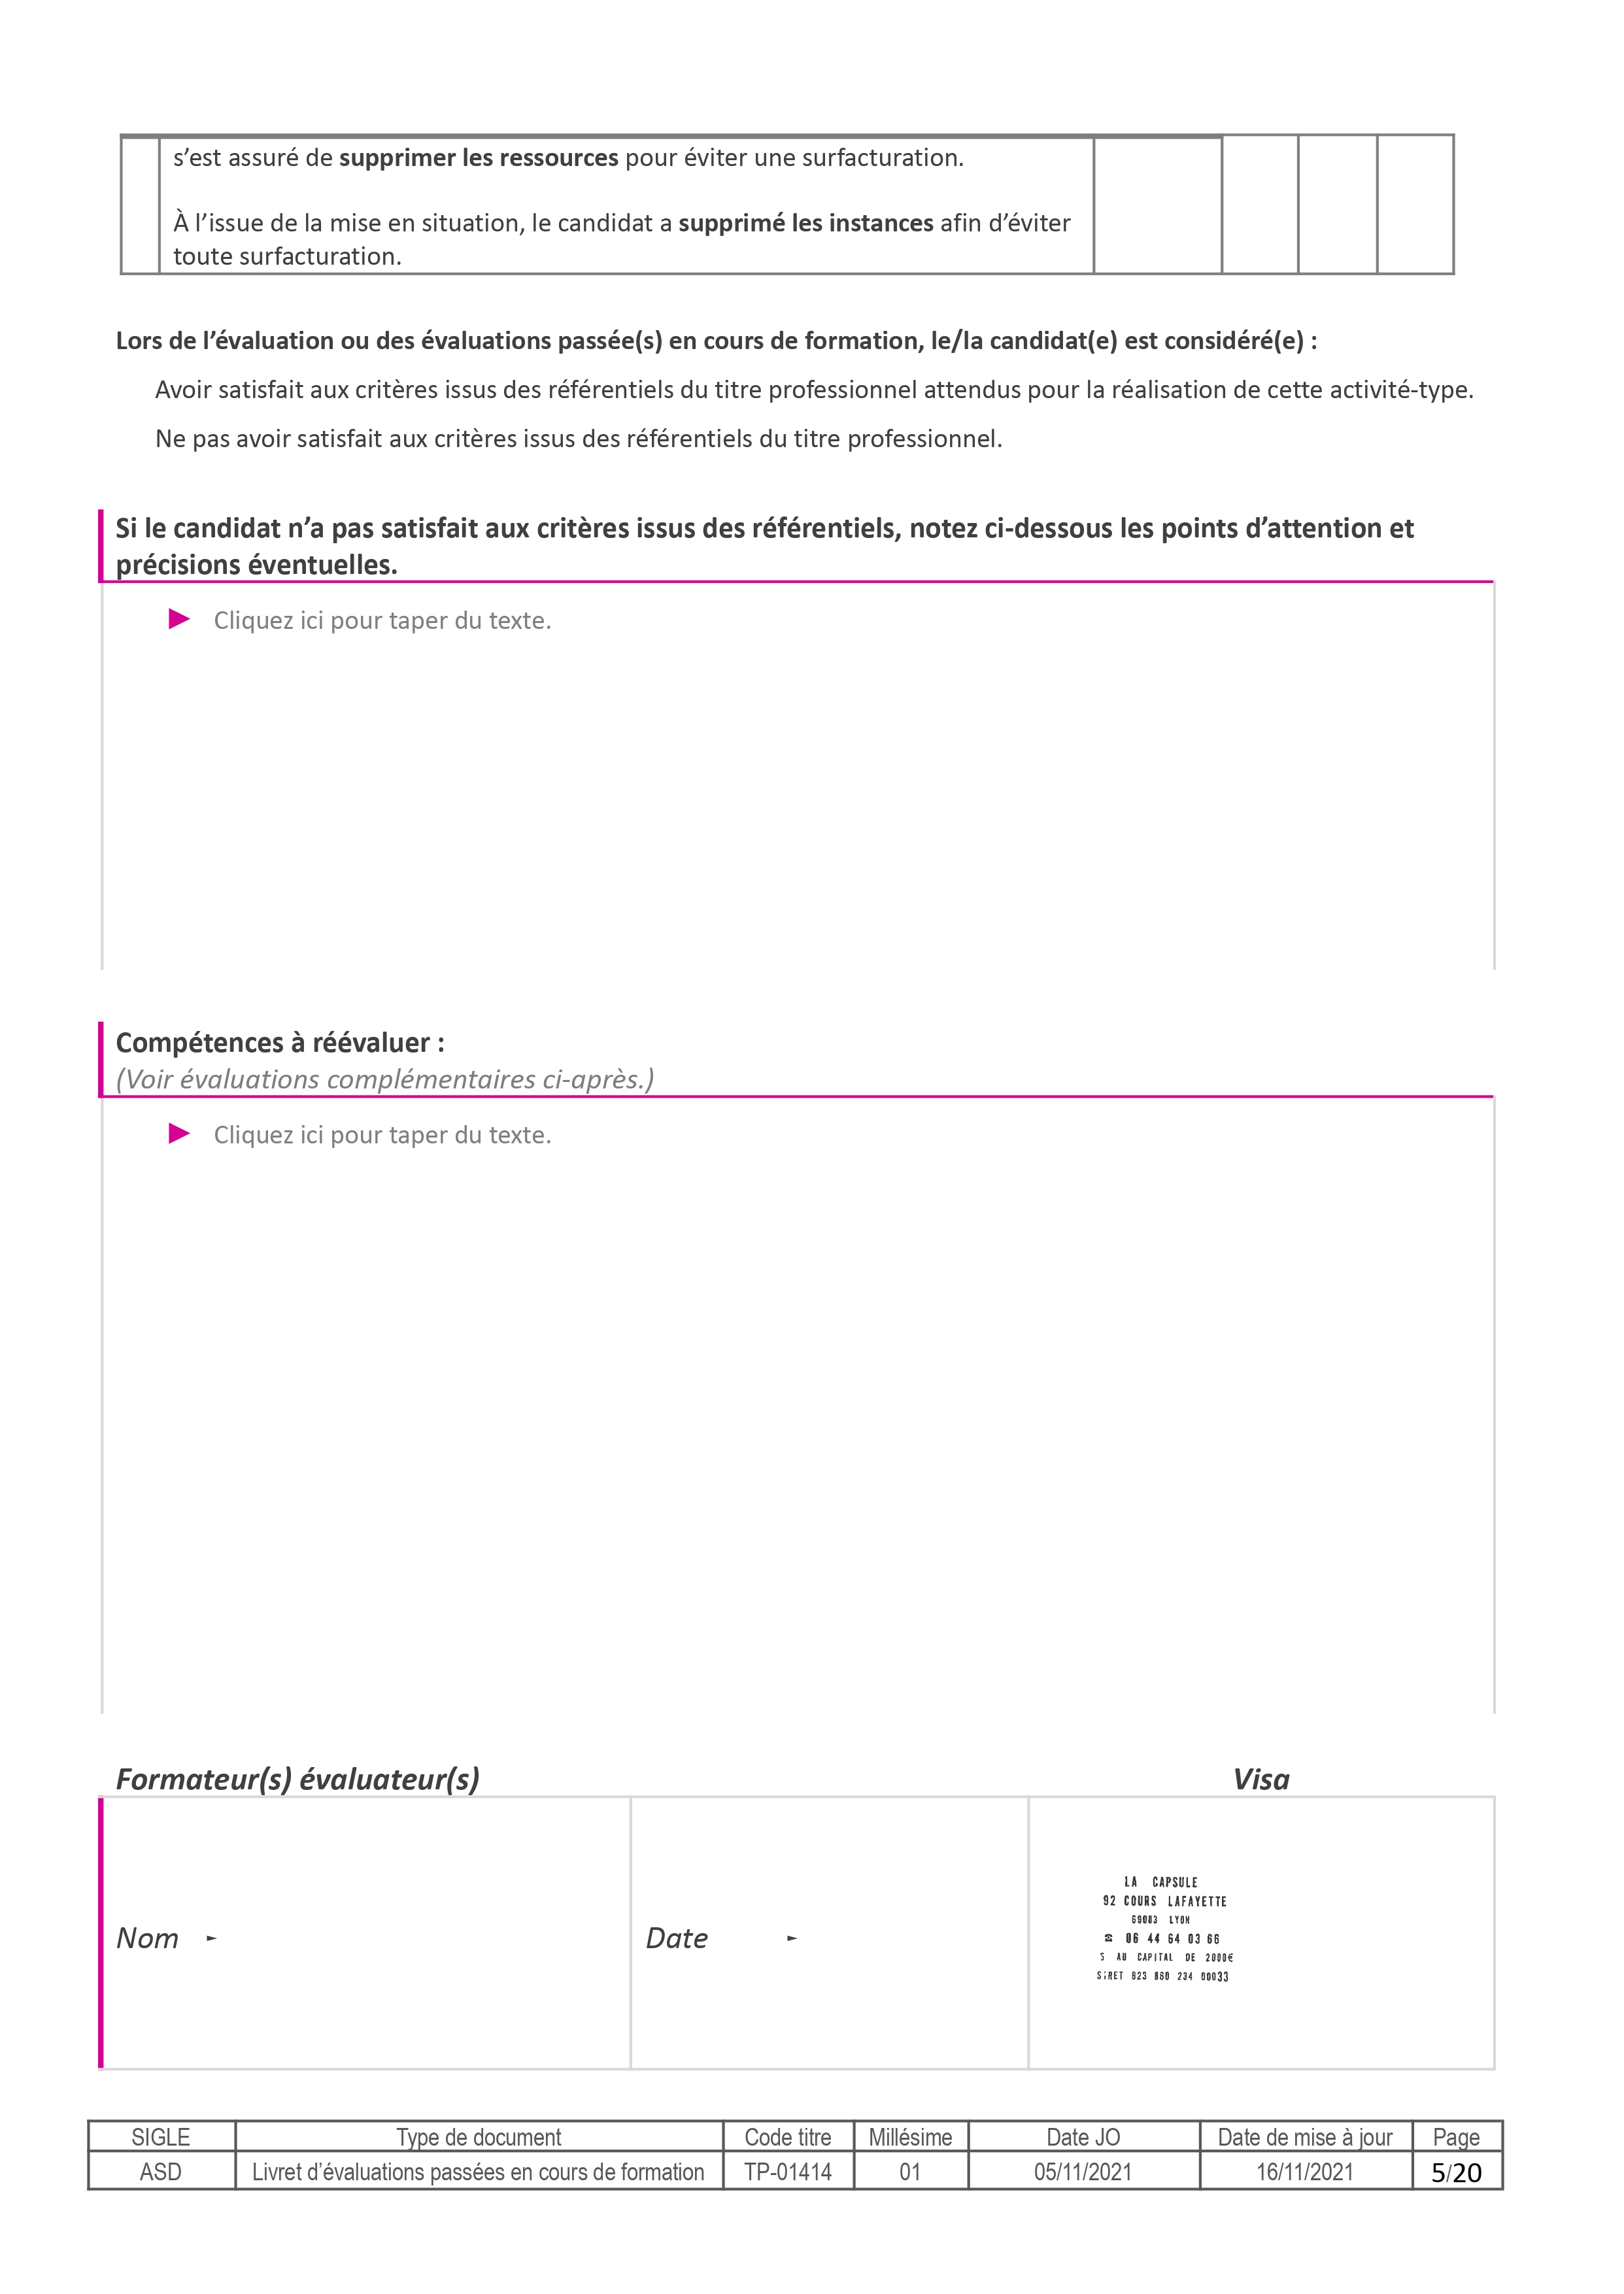 s’est assuré de supprimer les ressources pour éviter une surfacturation.
À l’issue de la mise en situation, le candidat a supprimé les instances afin d’éviter
toute surfacturation.
Lors de l’évaluation ou des évaluations passée(s) en cours de formation, le/la candidat(e) est considéré(e) :
Avoir satisfait aux critères issus des référentiels du titre professionnel attendus pour la réalisation de cette activité-type.
Ne pas avoir satisfait aux critères issus des référentiels du titre professionnel.
Si le candidat n’a pas satisfait aux critères issus des référentiels, notez ci-dessous les points d’attention et
précisions éventuelles.
► Cliquez ici pour taper du texte.
Compétences à réévaluer :
(Voir évaluations complémentaires ci-après.)
► Cliquez ici pour taper du texte.
Formateur(s) évaluateur(s) Visa
Nom ► Date ►
LA CAPSULE
92 COURS LAFAYETTE
69003 LYON
☎ 06 44 64 03 66
S AU CAPITAL DE 2000€
SIRET 823 860 234 00033
SIGLE Type de document Code titre Millésime Date JO Date de mise à jour Page
ASD Livret d’évaluations passées en cours de formation TP-01414 01 05/11/2021 16/11/2021 5/20